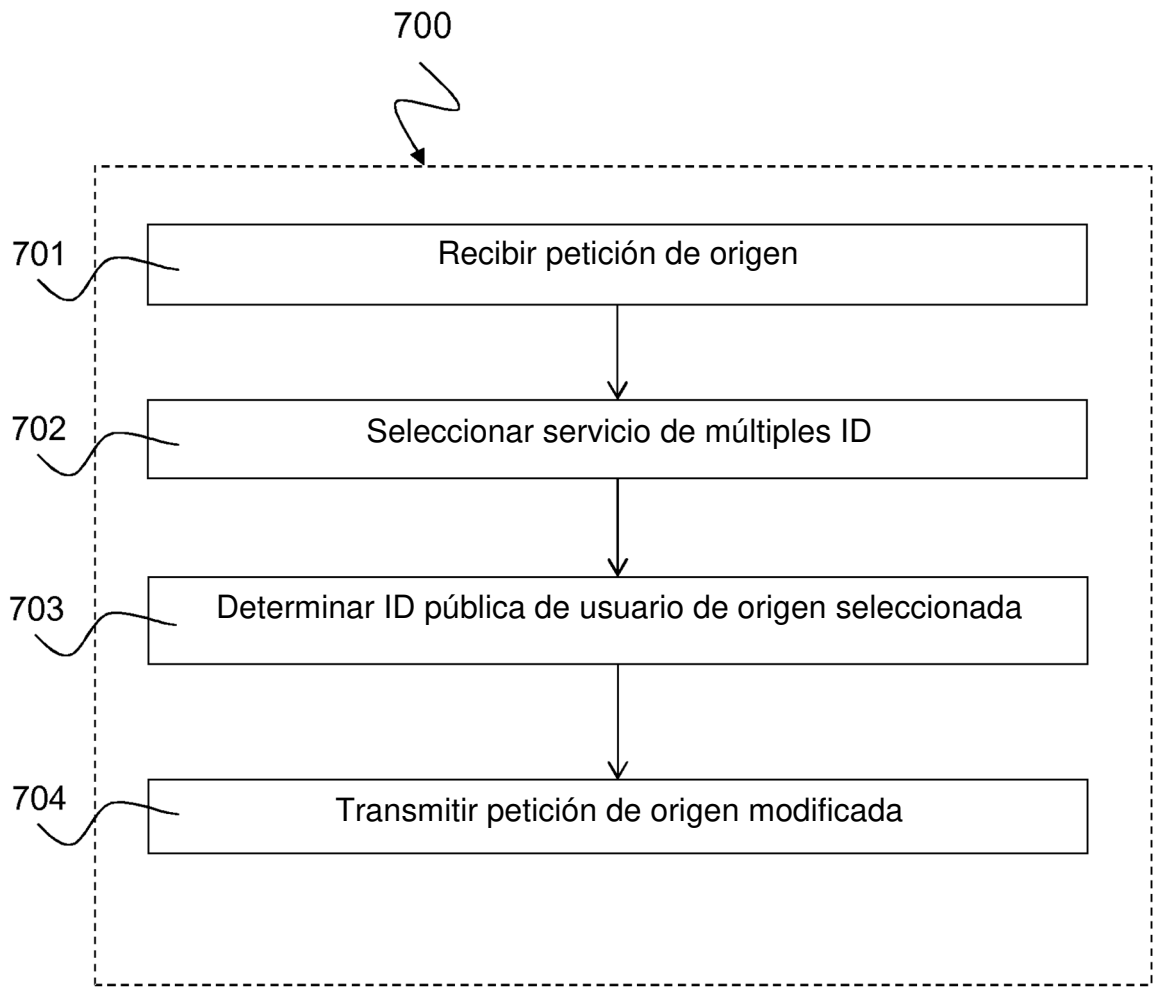 700
701
Recibir petición de origen
702
Seleccionar servicio de múltiples ID
703
Determinar ID pública de usuario de origen seleccionada
704
Transmitir petición de origen modificada